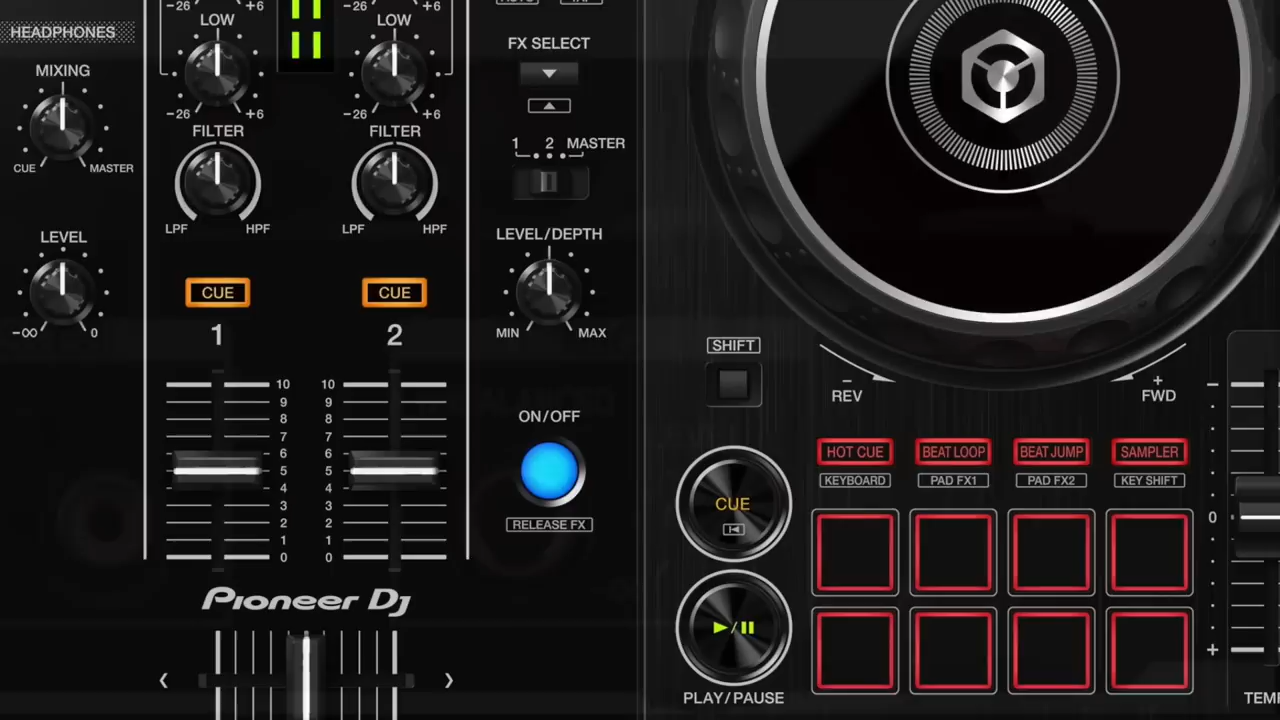 HEADPHONES
MIXING
CUE MASTER
LEVEL
-∞ 0
-26 +6 -26 +6
LOW LOW
-26 +6 -26 +6
FILTER FILTER
LPF HPF LPF HPF
CUE CUE
1 2
10 10
9 9
8 8
7 7
6 6
5 5
4 4
3 3
2 2
1 1
0 0
Pioneer Dj
FX SELECT
1 2 MASTER
LEVEL/DEPTH
MIN MAX
ON/OFF
RELEASE FX
SHIFT
− +
REV FWD
HOT CUE BEAT LOOP BEAT JUMP SAMPLER
KEYBOARD PAD FX1 PAD FX2 KEY SHIFT
CUE
PLAY/PAUSE
−
0
+